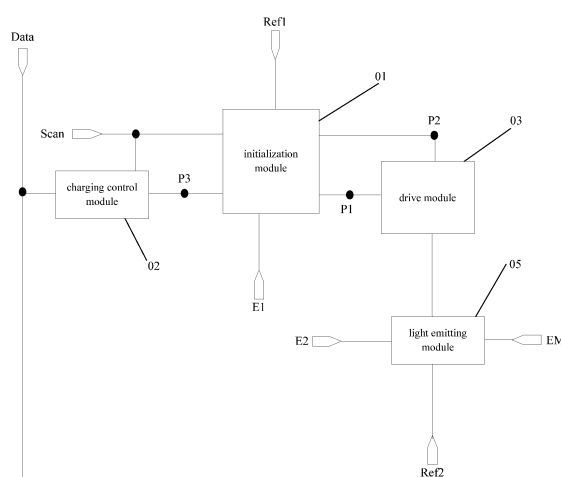 Ref1
Data
01
P2
03
Scan
initialization
module
P3
charging control
module
P1
drive module
02
05
E1
E2
light emitting
module
EM
Ref2